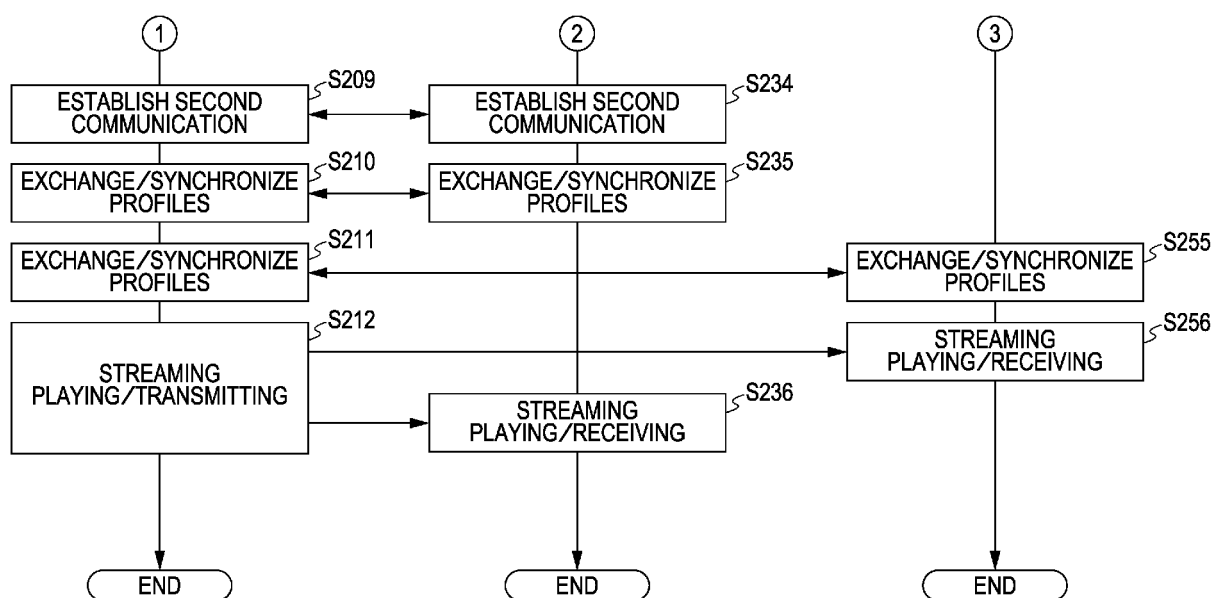 1
2
3
S209
ESTABLISH SECOND
COMMUNICATION
S234
ESTABLISH SECOND
COMMUNICATION
S210
EXCHANGE/SYNCHRONIZE
PROFILES
S235
EXCHANGE/SYNCHRONIZE
PROFILES
S211
EXCHANGE/SYNCHRONIZE
PROFILES
S255
EXCHANGE/SYNCHRONIZE
PROFILES
S212
STREAMING
PLAYING/TRANSMITTING
S256
STREAMING
PLAYING/RECEIVING
S236
STREAMING
PLAYING/RECEIVING
END
END
END